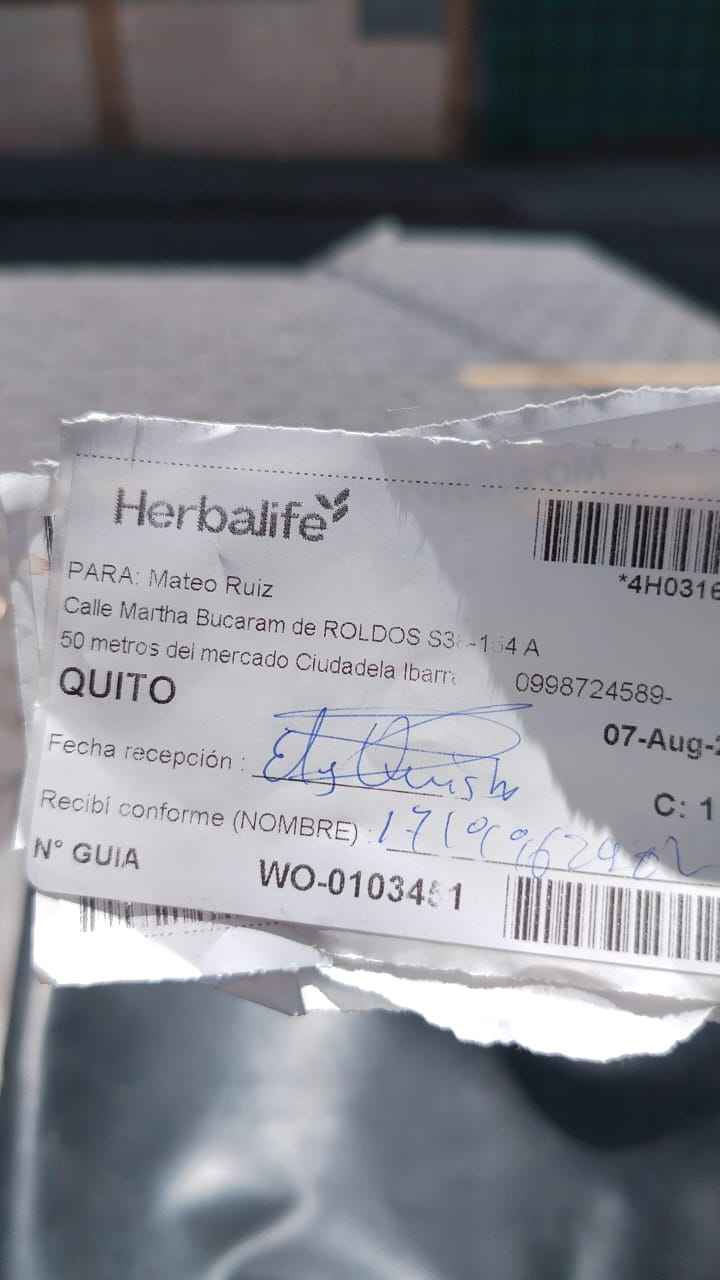 Herbalife
*4H0316
PARA: Mateo Ruiz
Calle Martha Bucaram de ROLDOS A
50 metros del mercado Ciudadela
0998724589-
QUITO
07-Aug-
Fecha recepción :
C: 1
Recibí conforme (NOMBRE) :
N° GUIA